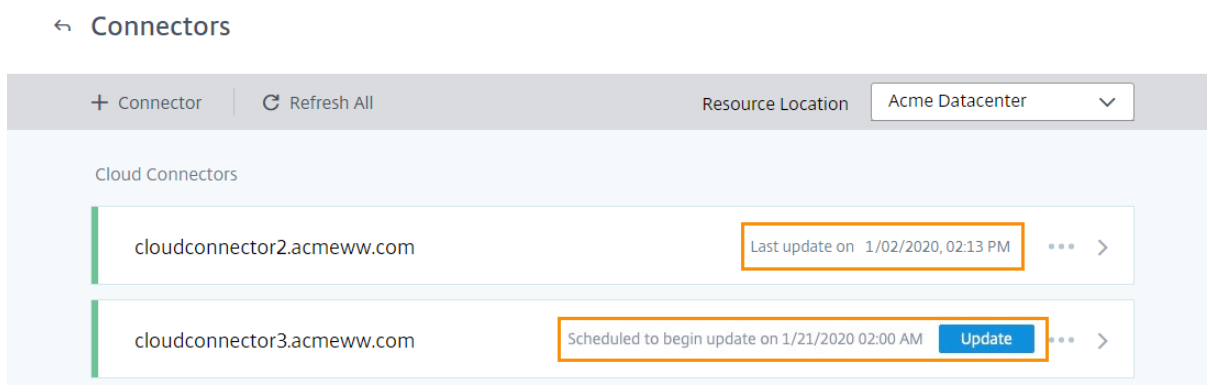 Connectors
+ Connector Refresh All Resource Location Acme Datacenter
Cloud Connectors
cloudconnector2.acmeww.com Last update on 1/02/2020, 02:13 PM
cloudconnector3.acmeww.com Scheduled to begin update on 1/21/2020 02:00 AM Update